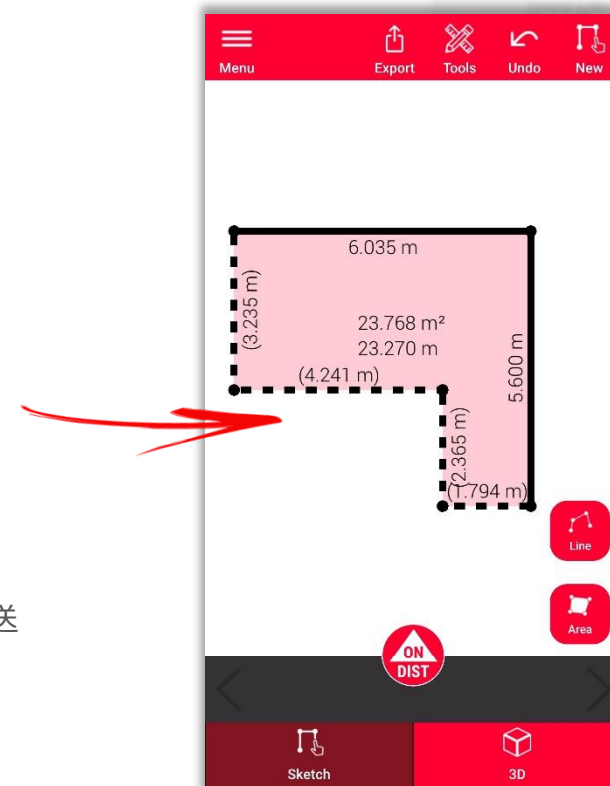 Menu
Export
Tools
Undo
New
6.035 m
(3.235 m)
23.768 m²
23.270 m
5.600 m
(4.241 m)
(2.365 m)
(1.794 m)
Line
送
Area
ON
DIST
Sketch
3D